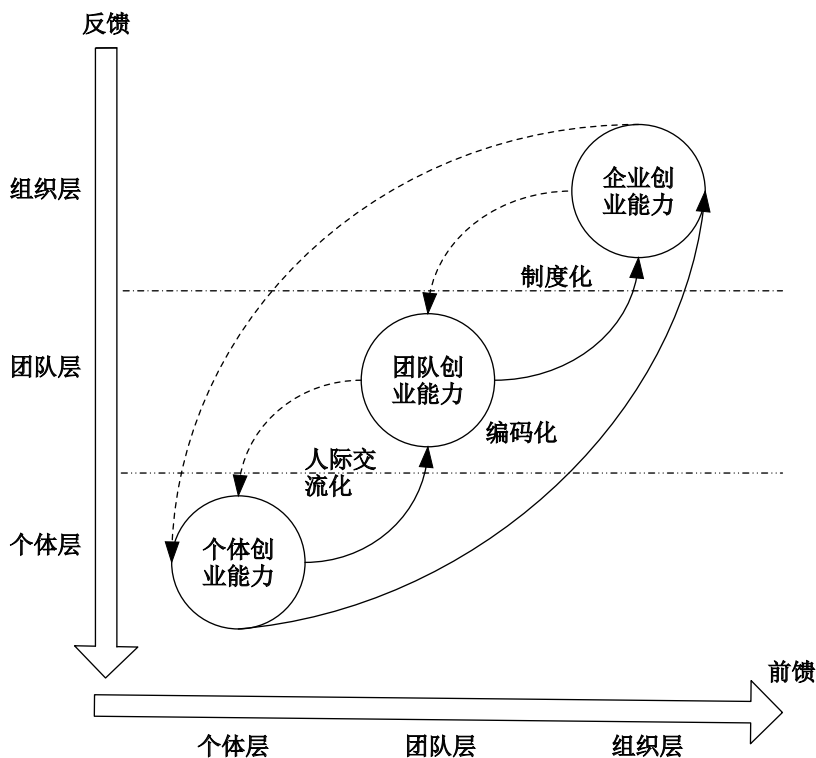 反馈
组织层
企业创
业能力
制度化
团队层
团队创
业能力
编码化
人际交
流化
个体层
个体创
业能力
前馈
个体层
团队层
组织层